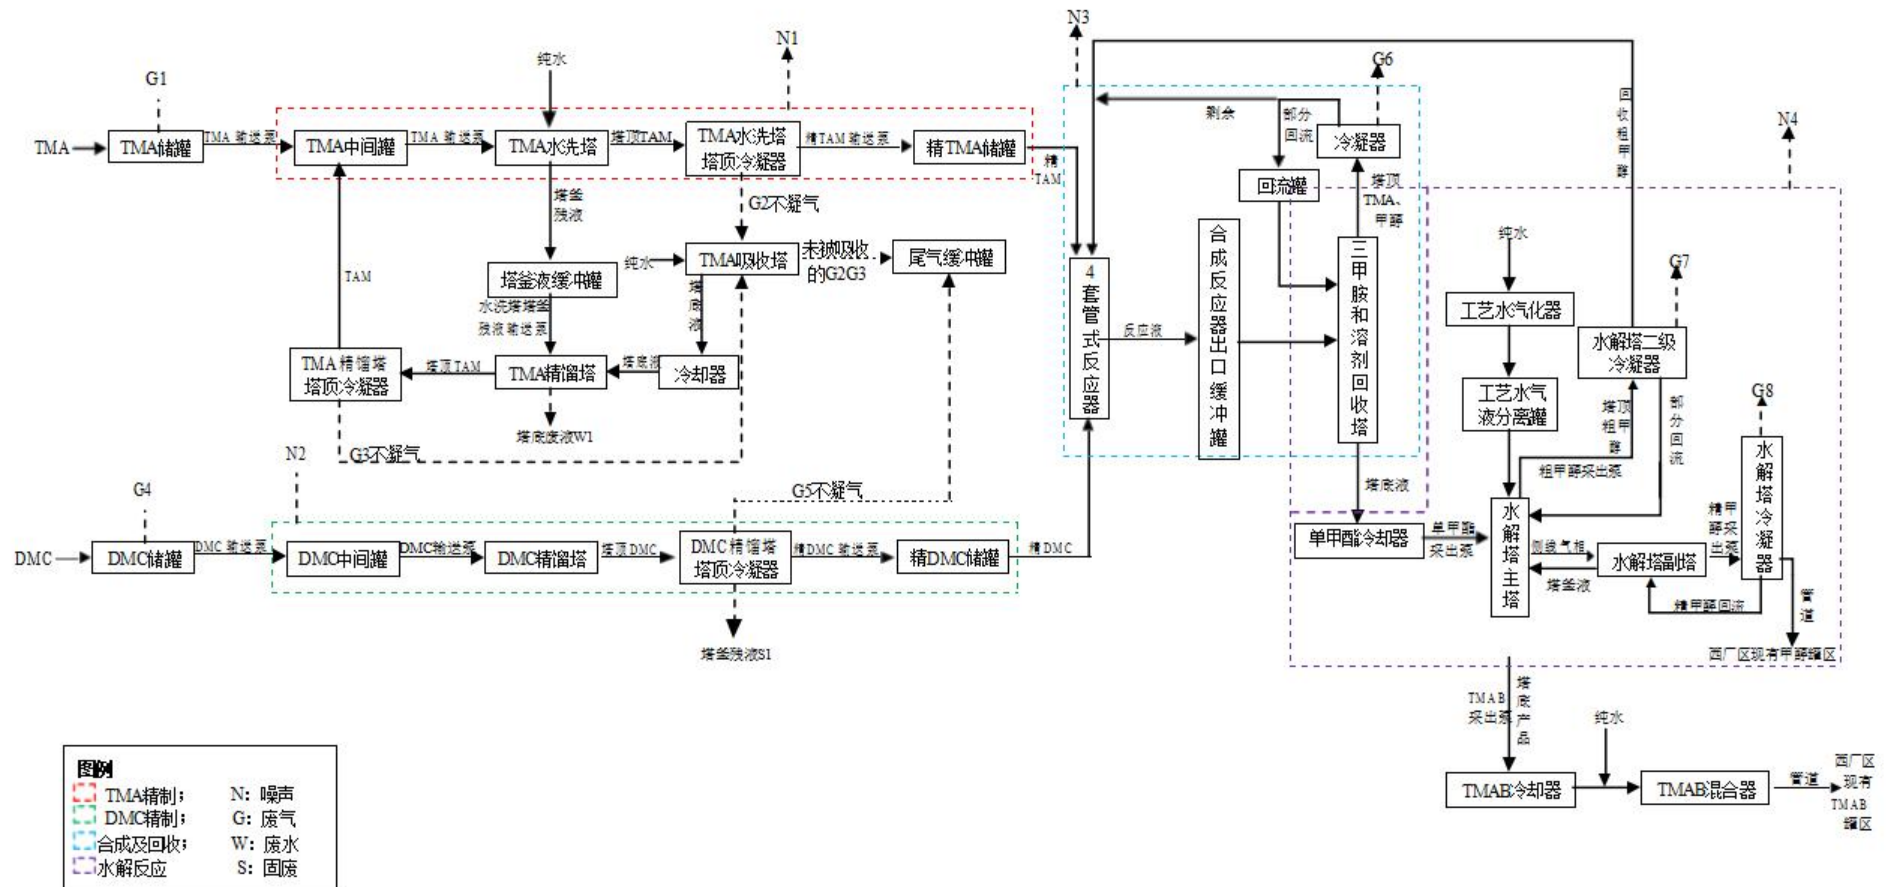 N3
N1
G6
纯水
G1
剩余
部分
回流
回收粗甲醇
N4
TMA
TMA储罐
TMA 输送泵
TMA中间罐
TMA 输送泵
TMA水洗塔
塔顶TAM
TMA水洗塔
塔顶冷凝器
精TAM 输送泵
精TMA储罐
精
TAM
冷凝器
回流罐
塔顶
TMA、
甲醇
塔釜
残液
G2不凝气
纯水
TMA吸收塔
未被吸收
的G2G3
尾气缓冲罐
塔釜液缓冲罐
水洗塔塔釜
残液输送泵
塔底液
TAM
TMA 精馏塔
塔顶冷凝器
塔顶TAM
TMA精馏塔
塔底液
冷却器
塔底废液W1
G3不凝气
4套管式反应器
反应液
合成反应器出口缓冲罐
三甲胺和溶剂回收塔
塔底液
纯水
工艺水汽化器
工艺水气
液分离罐
G7
水解塔二级
冷凝器
塔顶
粗甲
醇
部分回流
粗甲醇采出泵
G8
水解塔冷凝器
N2
G4
G5不凝气
DMC
DMC储罐
DMC 输送泵
DMC中间罐
DMC输送泵
DMC精馏塔
塔顶 DMC
DMC 精馏塔
塔顶冷凝器
精DMC 输送泵
精DMC储罐
精 DMC
塔釜残液S1
单甲酯冷却器
单甲酯
采出泵
水解塔主塔
侧线气相
塔釜液
水解塔副塔
精甲
醇采
出泵
精甲醇回流
管道
西厂区现有甲醇罐区
TMAB
采出泵
塔底产品
纯水
TMAB冷却器
TMAB混合器
管道
西厂区
现有
TMAB
罐区
图例
TMA精制；
N：噪声
DMC精制；
G：废气
合成及回收；
W：废水
水解反应
S：固废